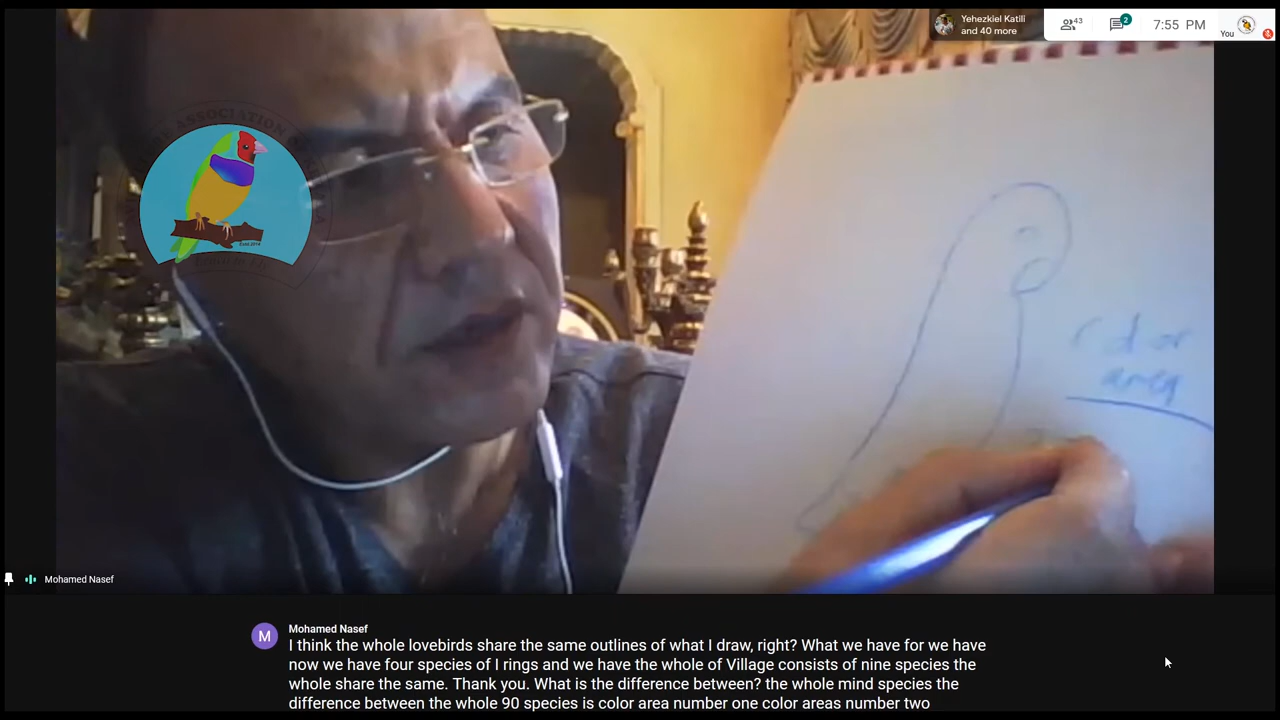 Yehezkiel Katili
and 40 more
43
2
7:55 PM
You
ASSOCIATION
Estd.2014
color
area
Mohamed Nasef
M
Mohamed Nasef
I think the whole lovebirds share the same outlines of what I draw, right? What we have for we have
now we have four species of I rings and we have the whole of Village consists of nine species the
whole share the same. Thank you. What is the difference between? the whole mind species the
difference between the whole 90 species is color area number one color areas number two